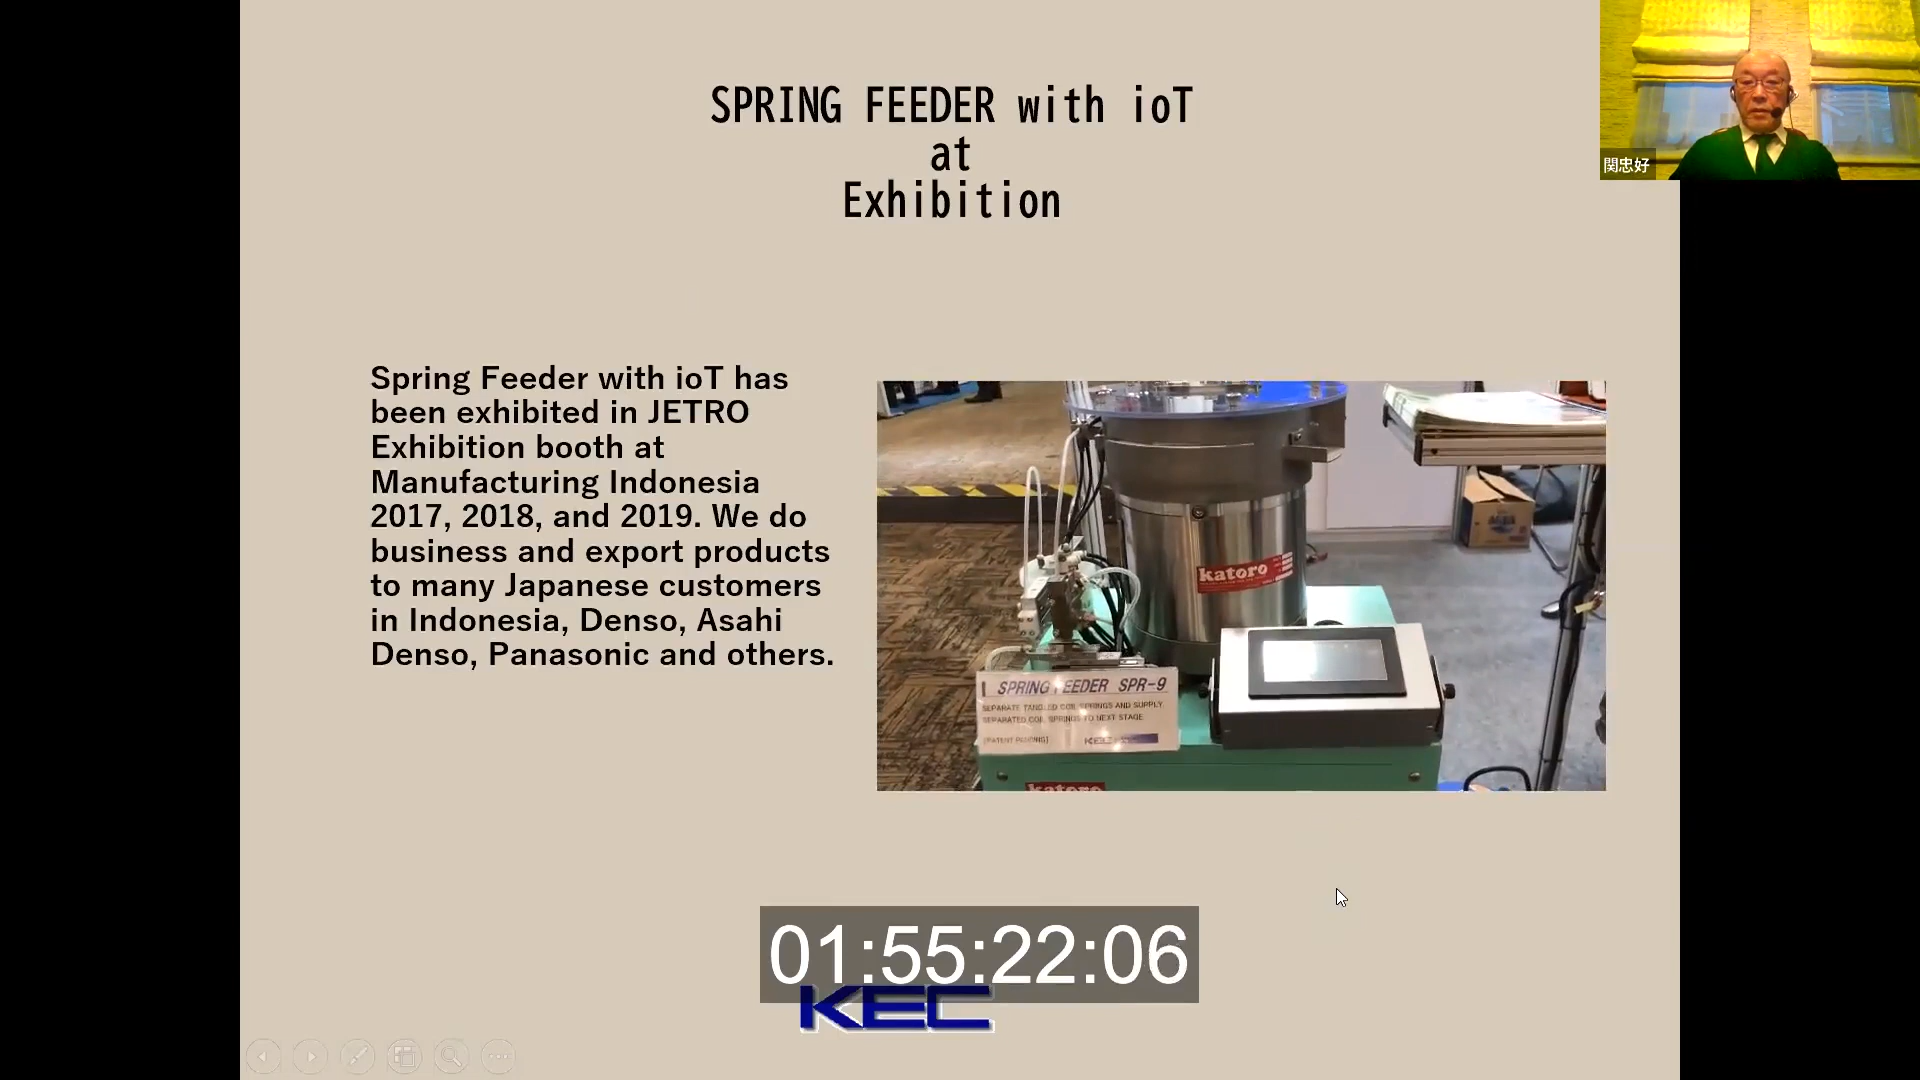 SPRING FEEDER with ioT
at
Exhibition
関忠好
Spring Feeder with ioT has
been exhibited in JETRO
Exhibition booth at
Manufacturing Indonesia
2017, 2018, and 2019. We do
business and export products
to many Japanese customers
in Indonesia, Denso, Asahi
Denso, Panasonic and others.
katoro
SPRING FEEDER SPR-9
SEPARATE TANGLED COIL SPRINGS AND SUPPLY
SEPARATED COIL SPRINGS TO NEXT STAGE
[PATENT PENDING]
KEC
katoro
01:55:22:06
KEC